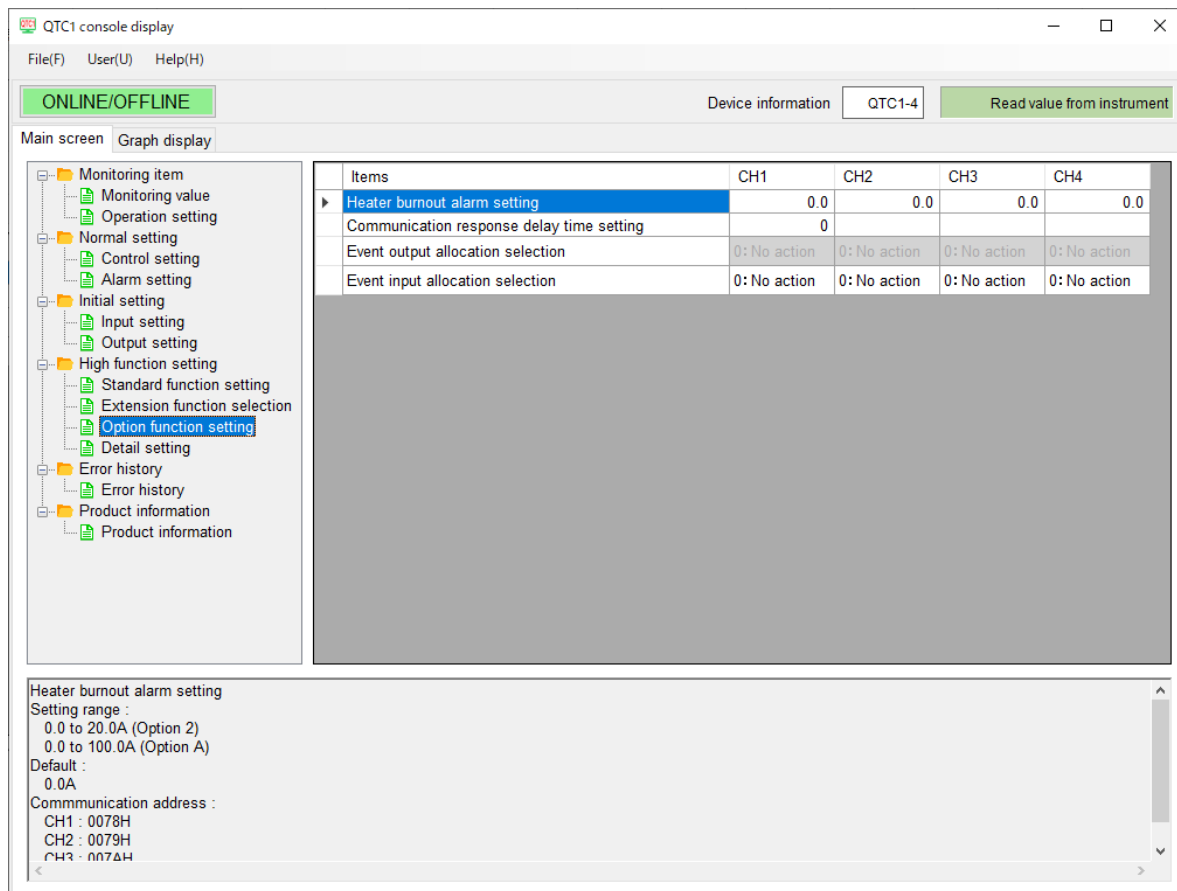 QTC1 console display
File(F) User(U) Help(H)
ONLINE/OFFLINE Device information QTC1-4 Read value from instrument
Main screen Graph display
Monitoring item
Monitoring value
Operation setting
Normal setting
Control setting
Alarm setting
Initial setting
Input setting
Output setting
High function setting
Standard function setting
Extension function selection
Option function setting
Detail setting
Error history
Error history
Product information
Product information
Items CH1 CH2 CH3 CH4
Heater burnout alarm setting 0.0 0.0 0.0 0.0
Communication response delay time setting 0
Event output allocation selection 0: No action 0: No action 0: No action 0: No action
Event input allocation selection 0: No action 0: No action 0: No action 0: No action
Heater burnout alarm setting
Setting range :
0.0 to 20.0A (Option 2)
0.0 to 100.0A (Option A)
Default :
0.0A
Commmunication address :
CH1 : 0078H
CH2 : 0079H
CH3 : 007AH